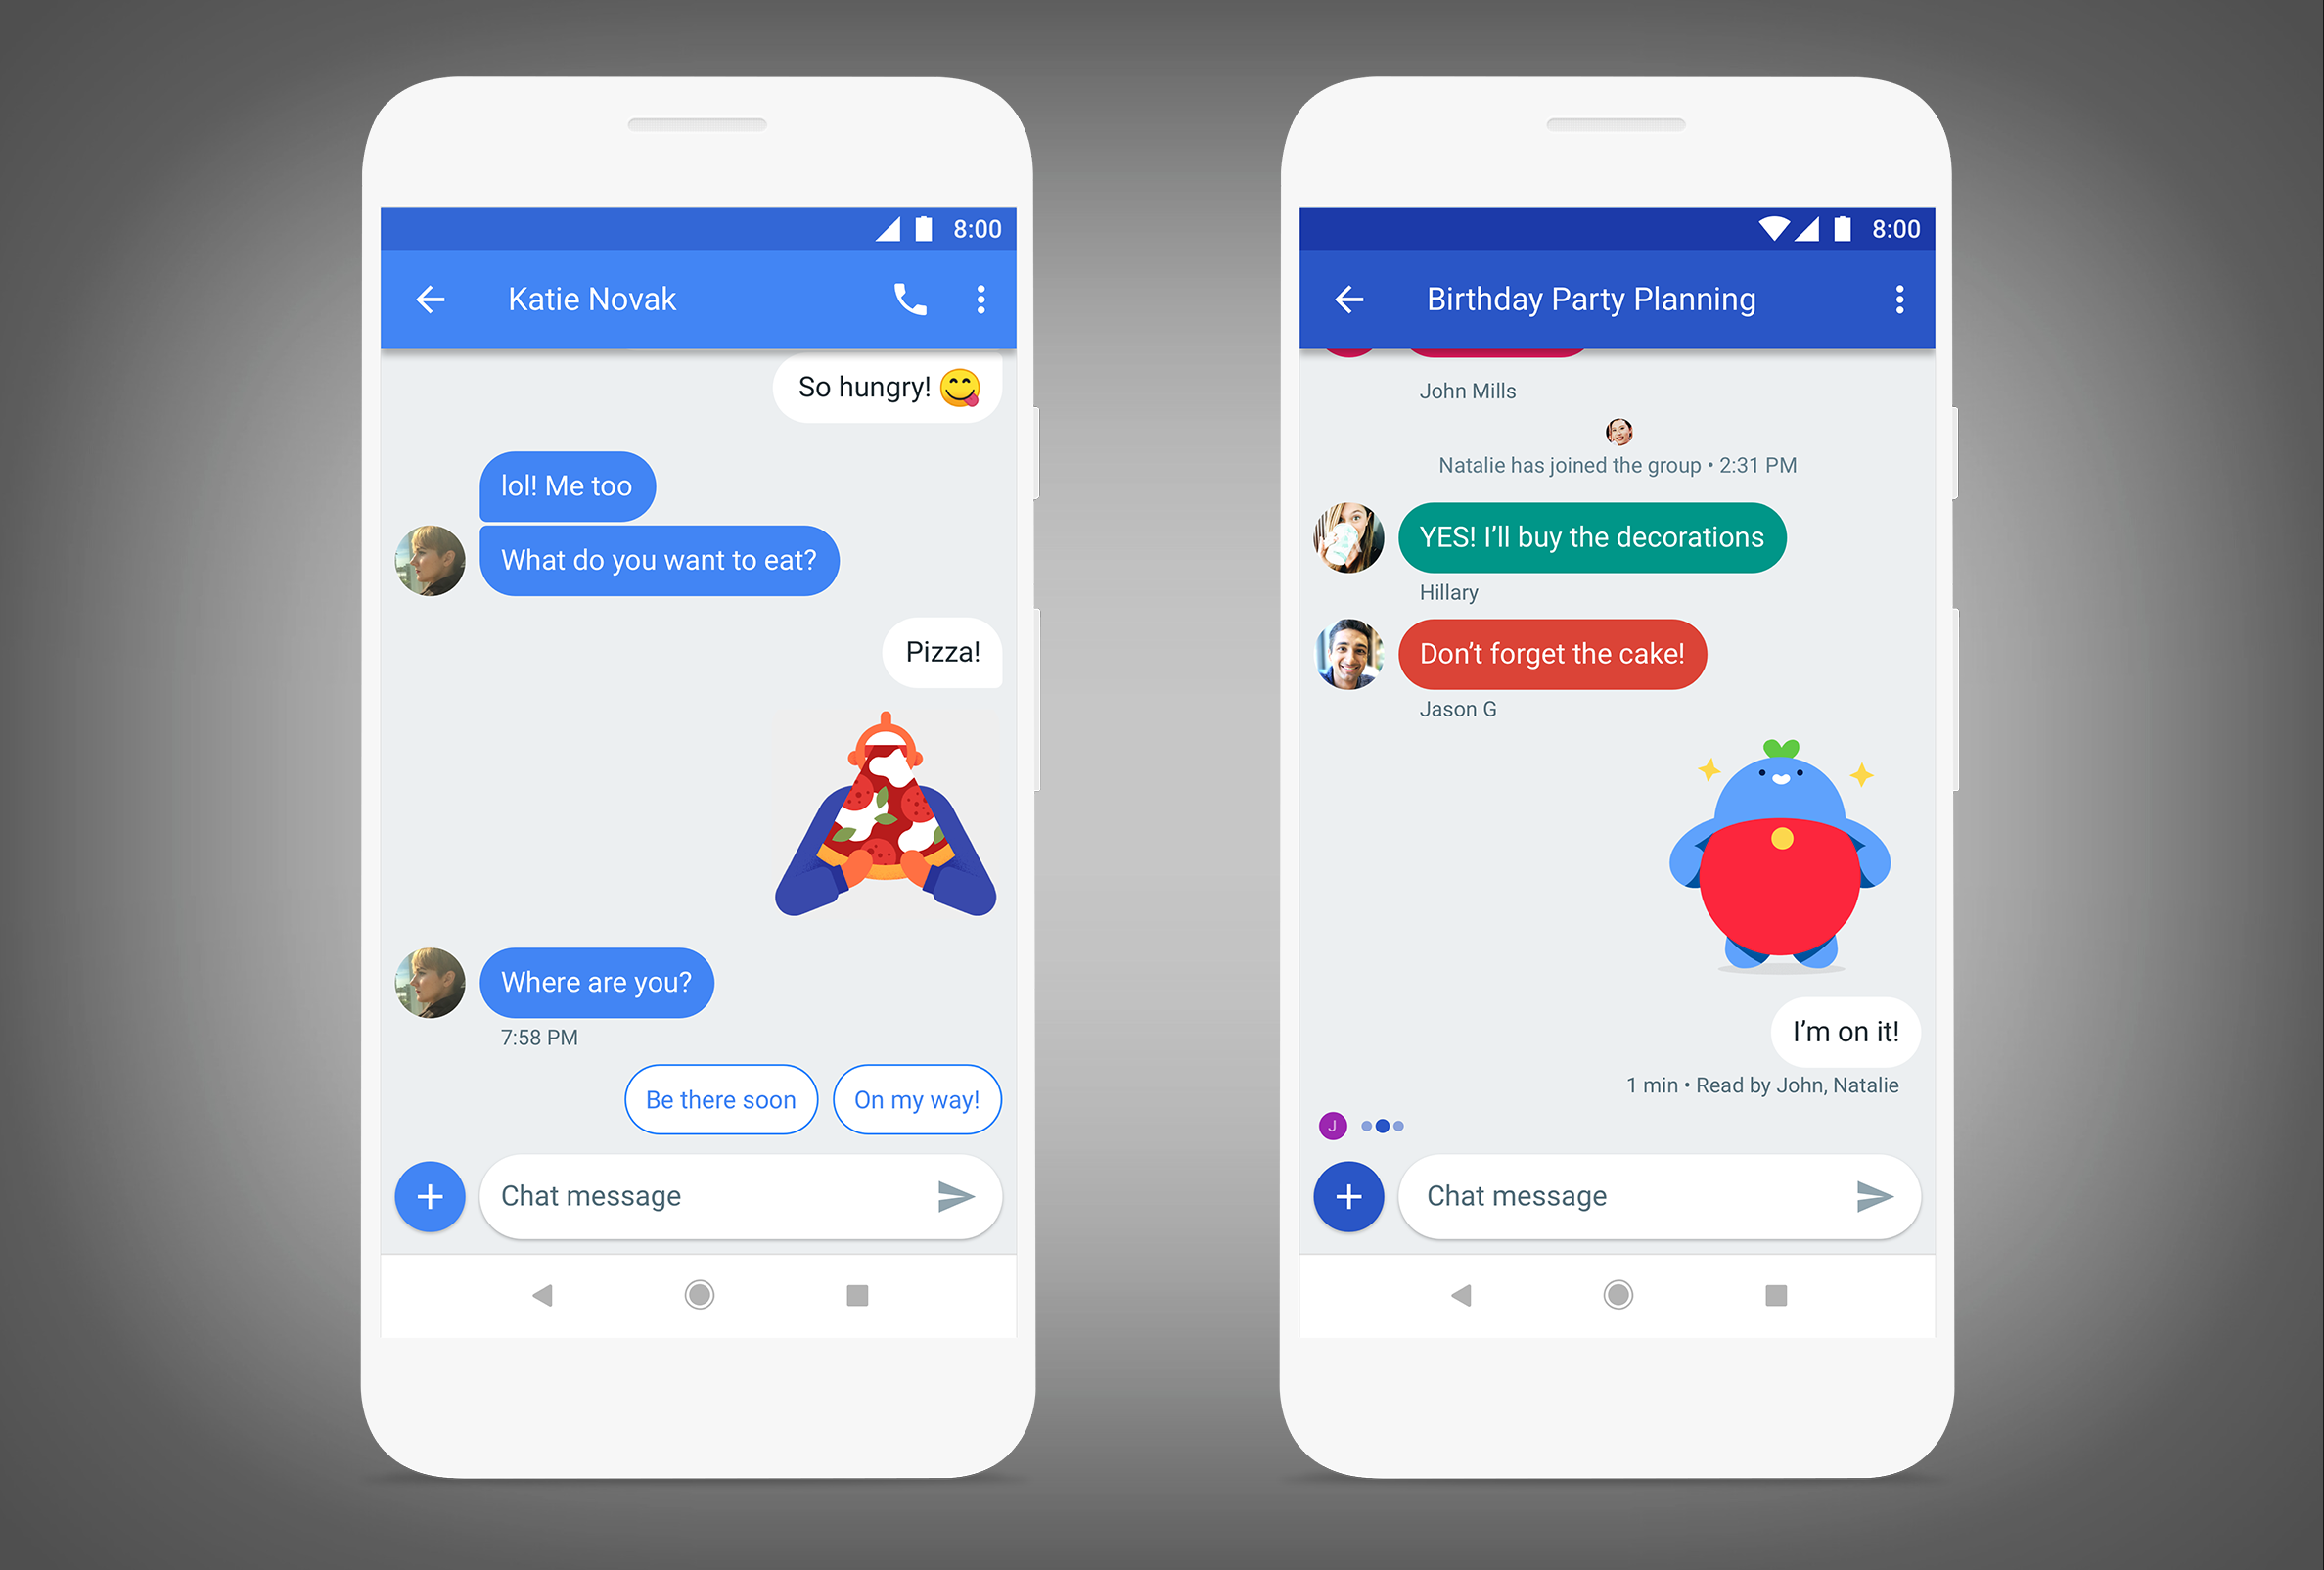 8:00
Katie Novak
So hungry! 😋
lol! Me too
What do you want to eat?
Pizza!
Where are you?
7:58 PM
Be there soon
On my way!
Chat message
8:00
Birthday Party Planning
John Mills
Natalie has joined the group • 2:31 PM
YES! I’ll buy the decorations
Hillary
Don’t forget the cake!
Jason G
I’m on it!
1 min • Read by John, Natalie
J
Chat message